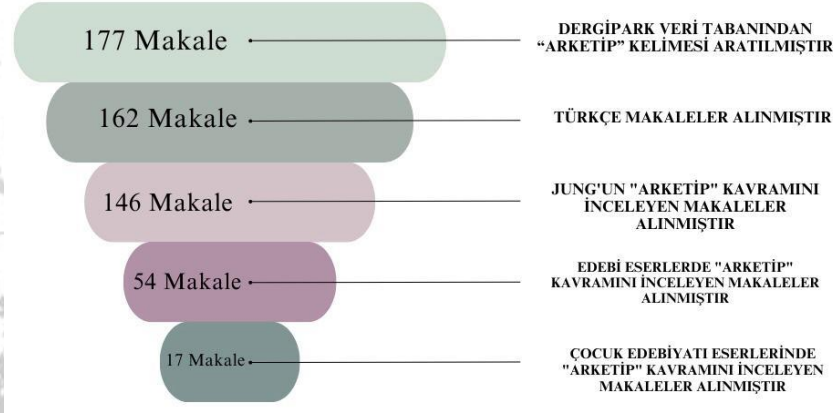 177 Makale
DERGİPARK VERİ TABANINDAN
“ARKETİP” KELİMESİ ARATILMIŞTIR
162 Makale
TÜRKÇE MAKALELER ALINMIŞTIR
146 Makale
JUNG'UN "ARKETİP" KAVRAMINI
İNCELEYEN MAKALELER
ALINMIŞTIR
54 Makale
EDEBİ ESERLERDE "ARKETİP"
KAVRAMINI İNCELEYEN MAKALELER
ALINMIŞTIR
17 Makale
ÇOCUK EDEBİYATI ESERLERİNDE
"ARKETİP" KAVRAMINI İNCELEYEN
MAKALELER ALINMIŞTIR